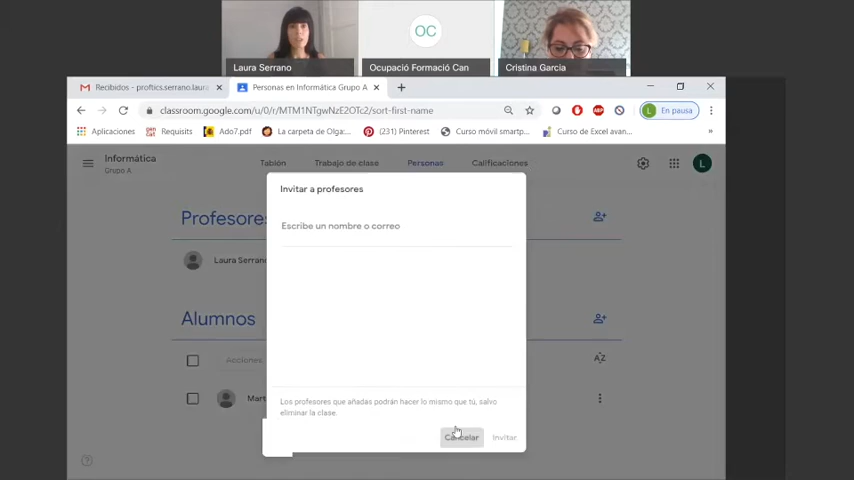 OC
Laura Serrano
Ocupació Formació Can
Cristina Garcia
Recibidos - proftics.serrano.laura
Personas en Informática Grupo A
classroom.google.com/u/0/r/MTM1NTgwNzE2OTc2/sort-first-name
ABP
L En pausa
Aplicaciones
Requisits
Ado7.pdf
La carpeta de Olga:...
(231) Pinterest
Curso móvil smartp...
Curso de Excel avan...
Informática
Grupo A
Tablón
Trabajo de clase
Personas
Calificaciones
L
Invitar a profesores
Profesores
Escribe un nombre o correo
Laura Serrano
Alumnos
Acciones
AZ
Mart
Los profesores que añadas podrán hacer lo mismo que tú, salvo
eliminar la clase.
Cancelar
Invitar